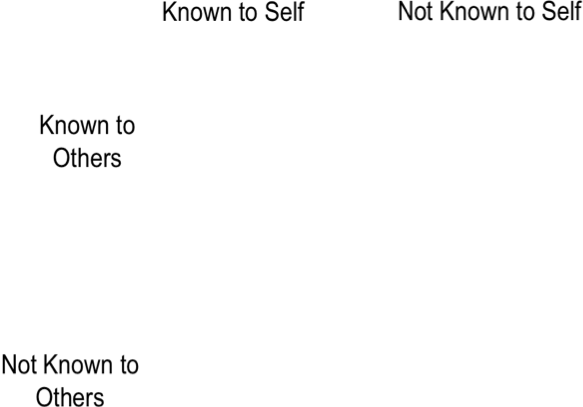 Known to Self
Not Known to Self
Known to
Others
Not Known to
Others